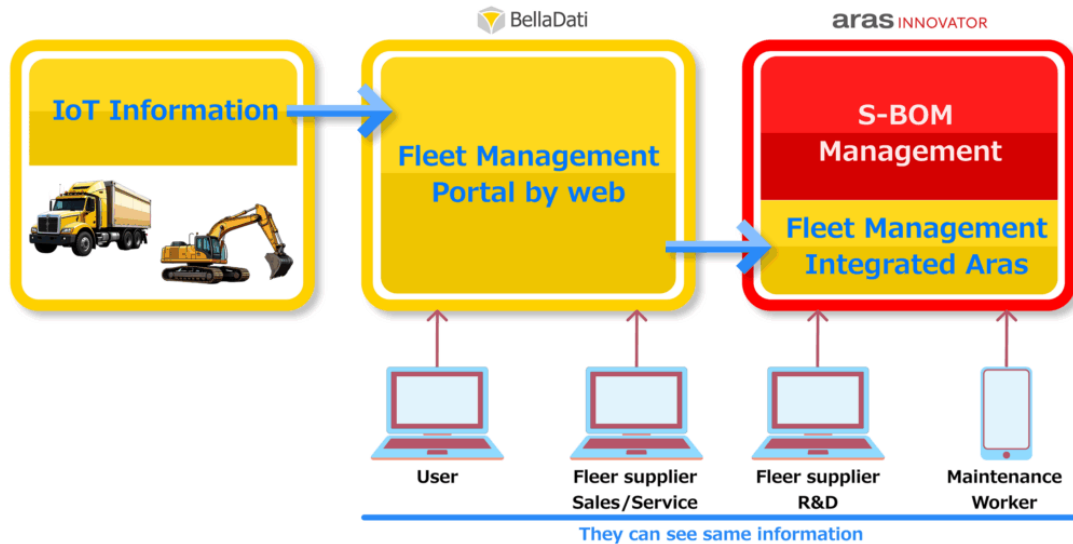 BellaDati
aras INNOVATOR
IoT Information
Fleet Management
Portal by web
S-BOM
Management
Fleet Management
Integrated Aras
User
Fleer supplier
Sales/Service
Fleer supplier
R&D
Maintenance
Worker
They can see same information